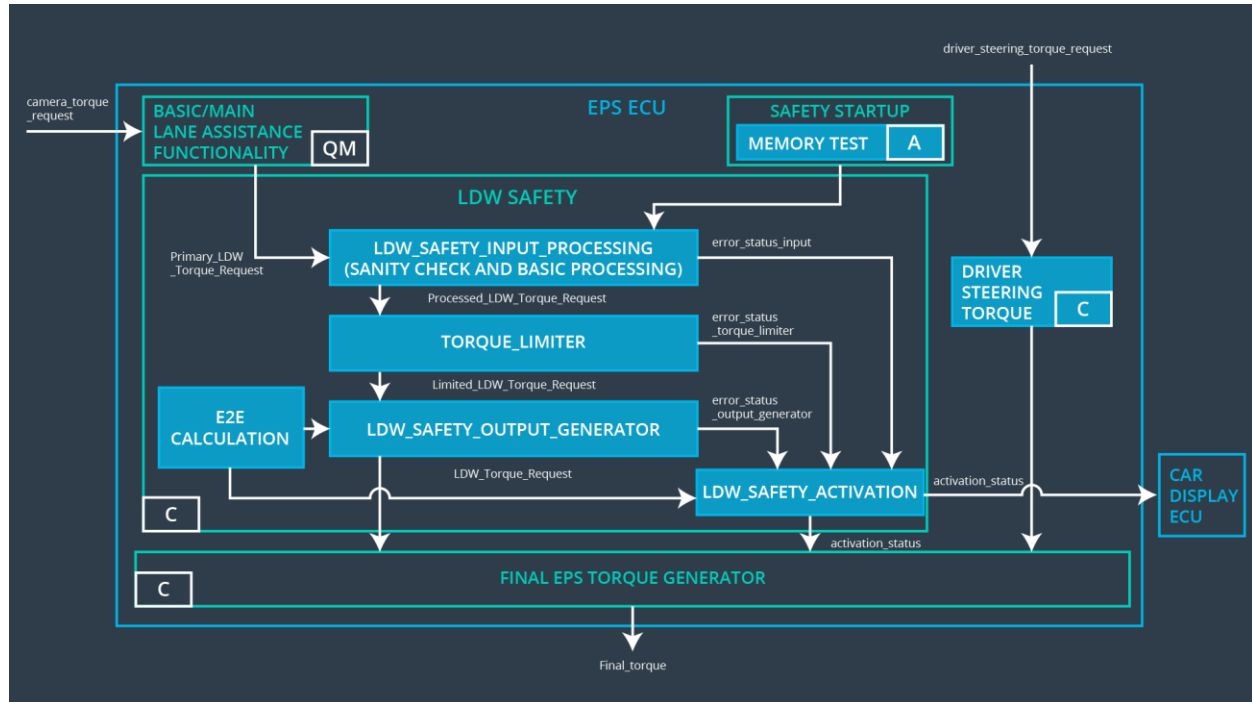 driver_steering_torque_request
camera_torque
_request
EPS ECU
BASIC/MAIN
LANE ASSISTANCE
FUNCTIONALITY
QM
SAFETY STARTUP
MEMORY TEST
A
LDW SAFETY
Primary_LDW
_Torque_Request
LDW_SAFETY_INPUT_PROCESSING
(SANITY CHECK AND BASIC PROCESSING)
error_status_input
DRIVER
STEERING
TORQUE
C
Processed_LDW_Torque_Request
TORQUE_LIMITER
error_status
_torque_limiter
Limited_LDW_Torque_Request
E2E
CALCULATION
LDW_SAFETY_OUTPUT_GENERATOR
error_status
_output_generator
LDW_Torque_Request
LDW_SAFETY_ACTIVATION
activation_status
CAR
DISPLAY
ECU
C
activation_status
FINAL EPS TORQUE GENERATOR
C
Final_torque